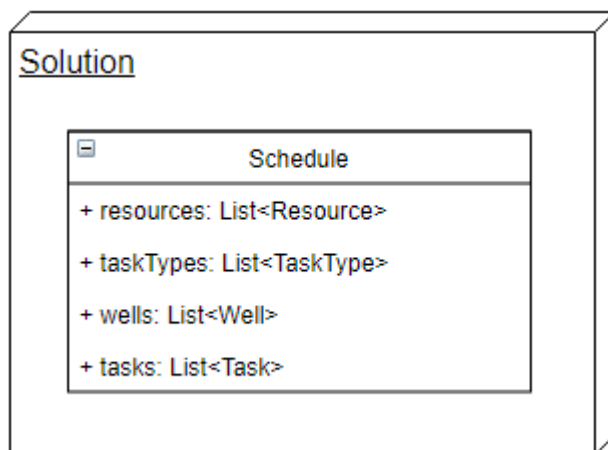 Solution
Schedule
+ resources: List<Resource>
+ taskTypes: List<TaskType>
+ wells: List<Well>
+ tasks: List<Task>